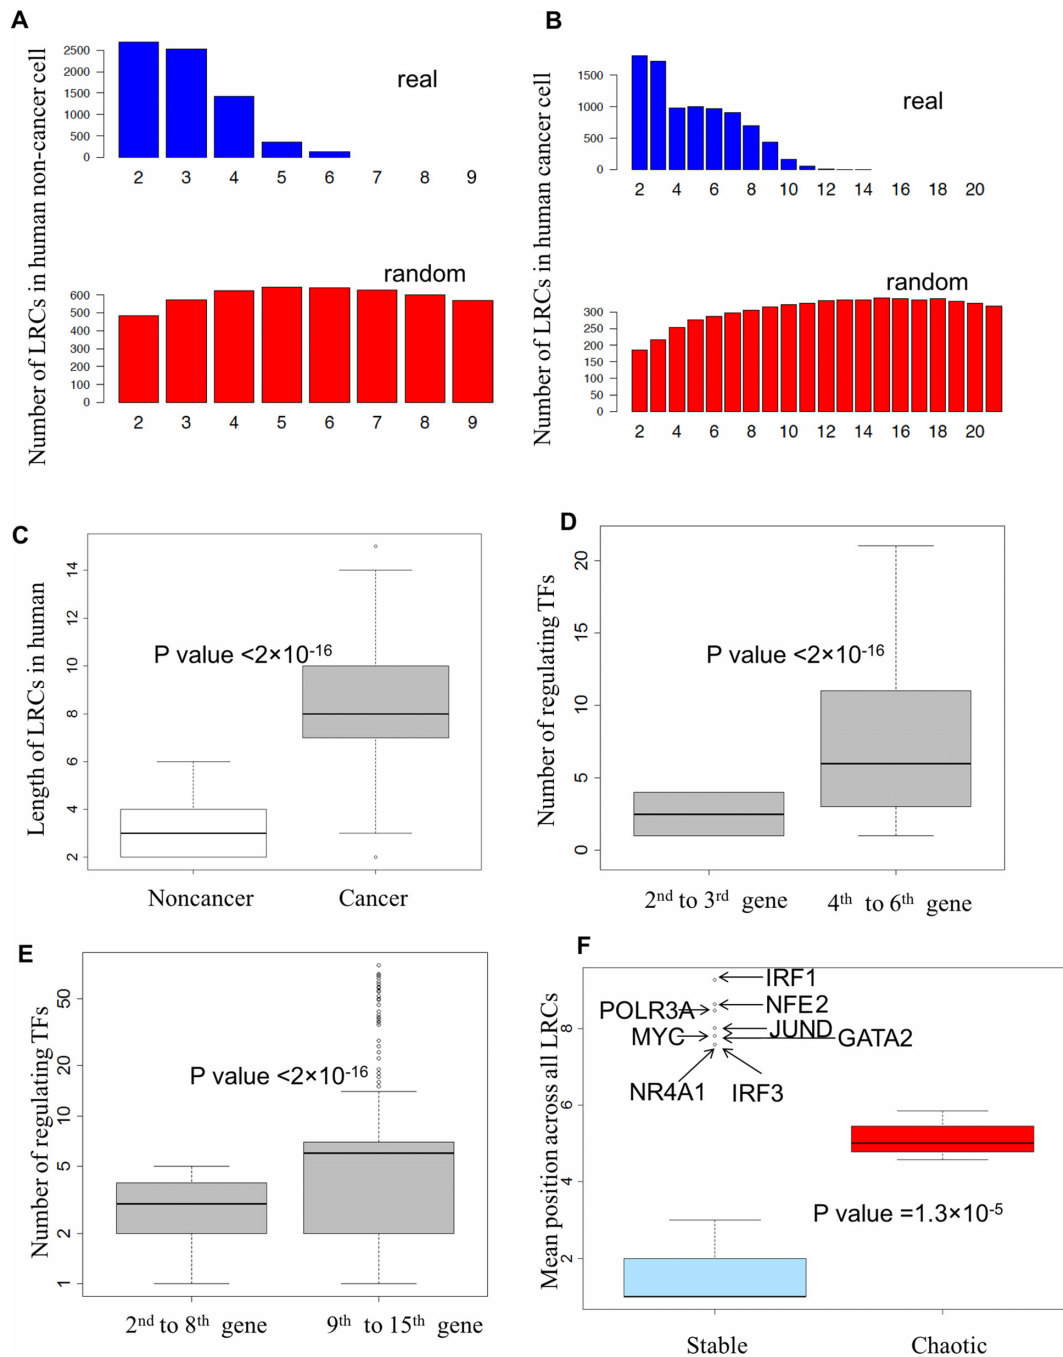 A
Number of LRCs in human non-cancer cell
2500
2000
1500
1000
500
0
real
2 3 4 5 6 7 8 9
random
600
500
400
300
200
100
0
2 3 4 5 6 7 8 9
B
Number of LRCs in human cancer cell
1500
1000
500
0
real
2 4 6 8 10 12 14 16 18 20
random
300
250
200
150
100
50
0
2 4 6 8 10 12 14 16 18 20
C
Length of LRCs in human
14
12
10
8
6
4
2
P value <2×10-16
Noncancer Cancer
D
Number of regulating TFs
20
15
10
5
0
P value <2×10-16
2nd to 3rd gene 4th to 6th gene
E
Number of regulating TFs
50
20
10
5
2
1
P value <2×10-16
2nd to 8th gene 9th to 15th gene
F
Mean position across all LRCs
8
6
4
2
IRF1
NFE2
POLR3A
JUND
MYC
GATA2
NR4A1
IRF3
P value =1.3×10-5
Stable Chaotic